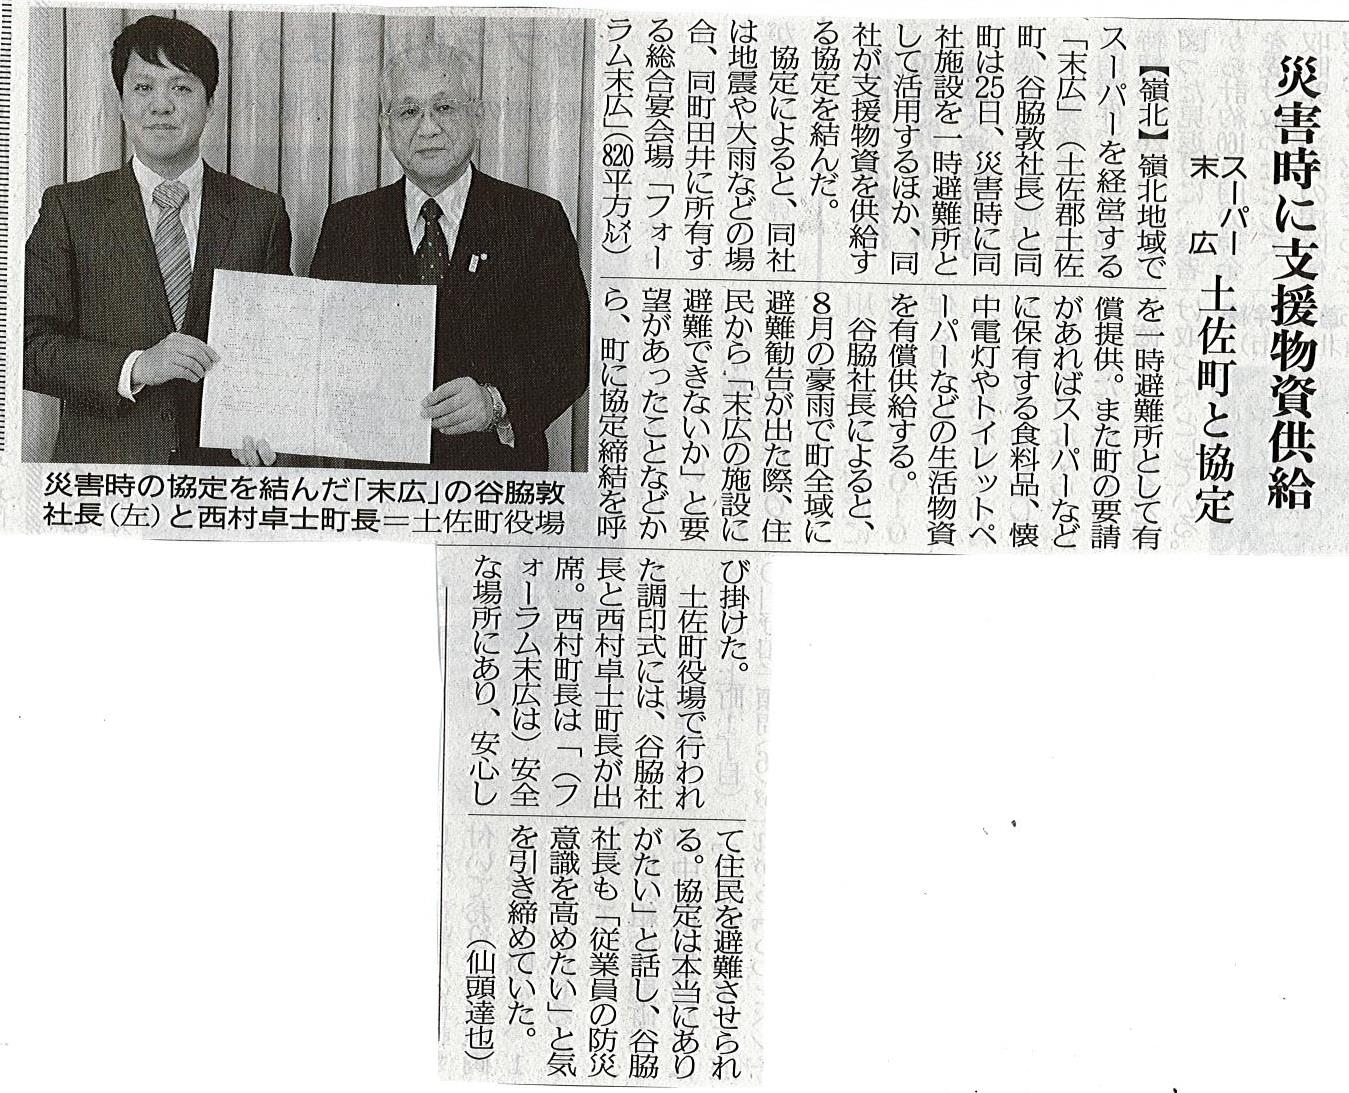 災害時に支援物資供給
スーパー
末広
土佐町と協定
【嶺北】嶺北地域で
スーパーを経営する
「末広」（土佐郡土佐
町、谷脇敦社長）と同
町は25日、災害時に同
社施設を一時避難所と
して活用するほか、同
社が支援物資を供給す
る協定を結んだ。
協定によると、同社
は地震や大雨などの場
合、同町田井に所有す
る総合宴会場「フォー
ラム末広」（820平方㍍）
を一時避難所として有
償提供。また町の要請
があればスーパーなど
に保有する食料品、懐
中電灯やトイレットペ
ーパーなどの生活物資
を有償供給する。
谷脇社長によると、
8月の豪雨で町全域に
避難勧告が出た際、住
民から「末広の施設に
避難できないか」と要
望があったことなどか
ら、町に協定締結を呼
び掛けた。
土佐町役場で行われ
た調印式には、谷脇社
長と西村卓士町長が出
席。西村町長は「（フ
ォーラム末広は）安全
な場所にあり、安心し
て住民を避難させられ
る。協定は本当にあり
がたい」と話し、谷脇
社長も「従業員の防災
意識を高めたい」と気
を引き締めていた。
（仙頭達也）
災害時の協定を結んだ「末広」の谷脇敦
社長（左）と西村卓士町長＝土佐町役場